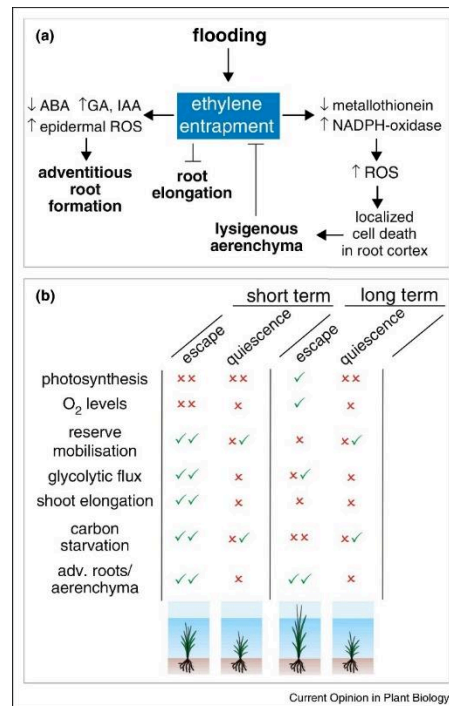 (a)
flooding
↓ ABA ↑GA, IAA
↑ epidermal ROS
ethylene
entrapment
↓ metallothionein
↑ NADPH-oxidase
adventitious
root
formation
root
elongation
↑ ROS
lysigenous
aerenchyma
localized
cell death
in root cortex
(b)
short term long term
escape quiescence escape quiescence
photosynthesis ×× ×× ✓ ××
O₂ levels ×× × ✓ ×
reserve
mobilisation ✓✓ ×✓ × ×✓
glycolytic flux ✓✓ × ×✓ ×
shoot elongation ✓✓ × × ×
carbon
starvation ✓✓ ×✓ ×× ×✓
adv. roots/
aerenchyma ✓✓ × ✓✓ ×
Current Opinion in Plant Biology